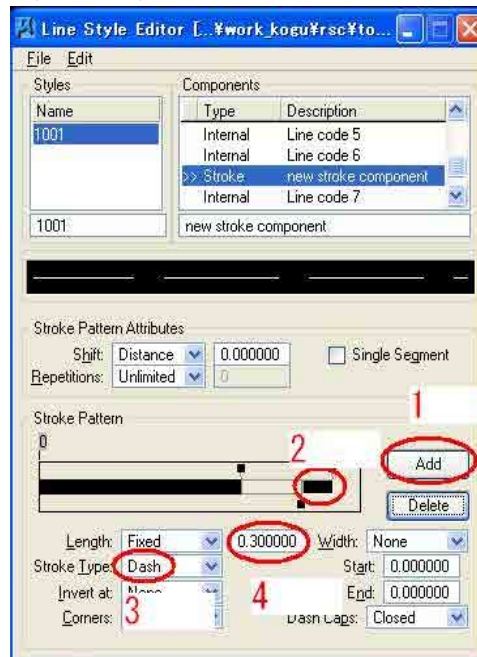 Line Style Editor [..¥work_kogu¥rsc¥to...
File Edit
Styles
Components
Name
Type Description
1001
Internal Line code 5
Internal Line code 6
>> Stroke new stroke component
Internal Line code 7
1001
new stroke component
Stroke Pattern Attributes
Shift: Distance 0.000000 Single Segment
Repetitions: Unlimited 0
1
Stroke Pattern
0
2
Add
Delete
Length: Fixed 0.300000 Width: None
Stroke Type: Dash Start: 0.000000
Invert at: None End: 0.000000
3
4
Corners: Dash Caps: Closed